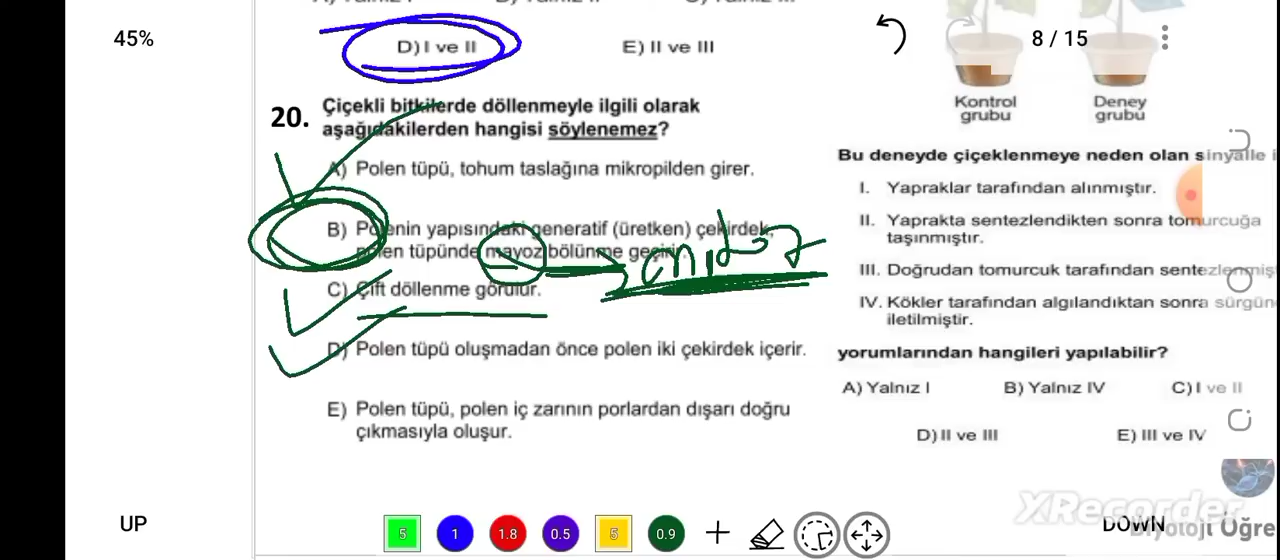 45%
D) I ve II
E) II ve III
8 / 15
20.
Çiçekli bitkilerde döllenmeyle ilgili olarak
aşağıdakilerden hangisi söylenemez?
A) Polen tüpü, tohum taslağına mikropilden girer.
B) Polenin yapısındaki generatif (üretken) çekirdek,
polen tüpünde mayoz bölünme geçirir.
mitoz
C) Çift döllenme görülür.
D) Polen tüpü oluşmadan önce polen iki çekirdek içerir.
E) Polen tüpü, polen iç zarının porlardan dışarı doğru
çıkmasıyla oluşur.
Kontrol
grubu
Deney
grubu
Bu deneyde çiçeklenmeye neden olan sinyalle
I. Yapraklar tarafından alınmıştır.
II. Yaprakta sentezlendikten sonra tomurcuğa
taşınmıştır.
III. Doğrudan tomurcuk tarafından sentezlenmiş
IV. Kökler tarafından algılandıktan sonra sürgün
iletilmiştir.
yorumlarından hangileri yapılabilir?
A) Yalnız I
B) Yalnız IV
C) I ve II
D) II ve III
E) III ve IV
XRecorder
UP
5
1
1.8
0.5
5
0.9
DOWN
Biyoloji Öğre